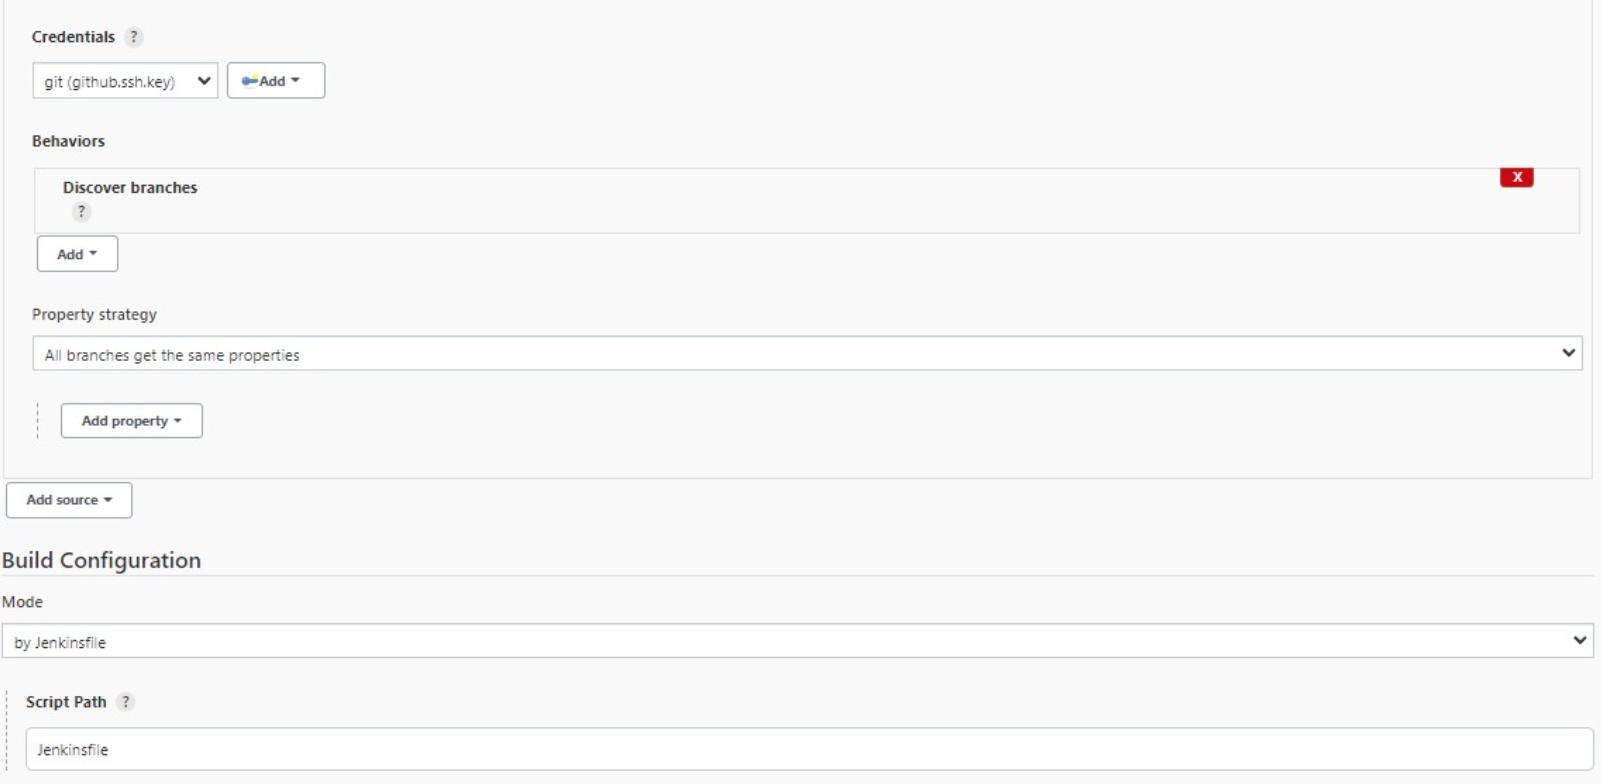 Credentials ?
git (github.ssh.key) Add
Behaviors
X
Discover branches
?
Add
Property strategy
All branches get the same properties
Add property
Add source
Build Configuration
Mode
by Jenkinsfile
Script Path ?
Jenkinsfile